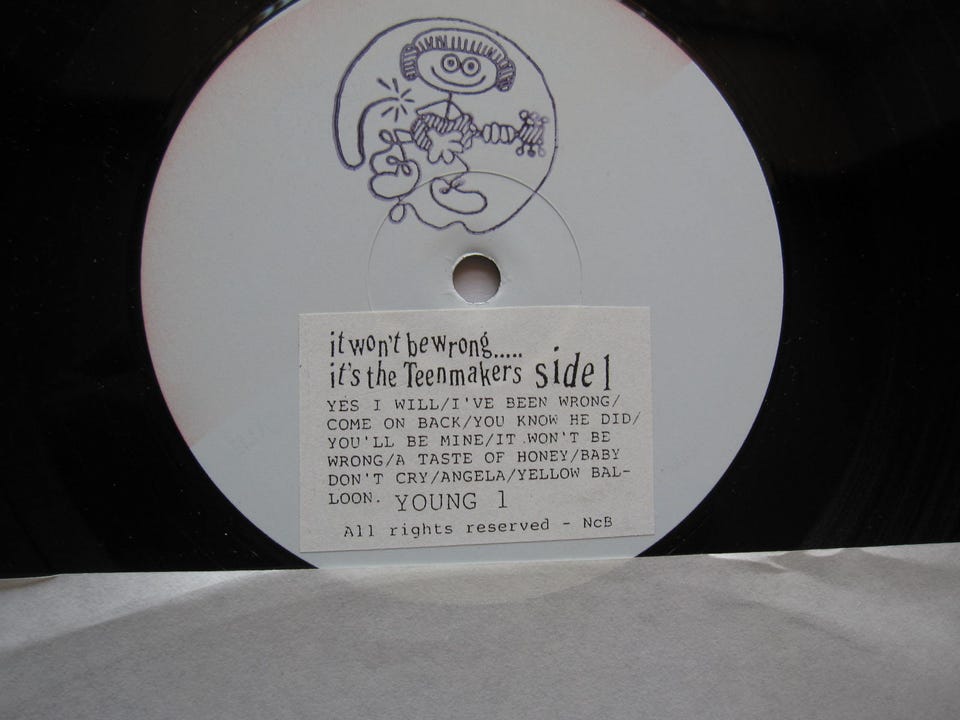 it won't be wrong.....
it's the Teenmakers side 1
YES I WILL/I'VE BEEN WRONG/
COME ON BACK/YOU KNOW HE DID/
YOU'LL BE MINE/IT WON'T BE
WRONG/A TASTE OF HONEY/BABY
DON'T CRY/ANGELA/YELLOW BAL-
LOON. YOUNG 1
All rights reserved - NcB